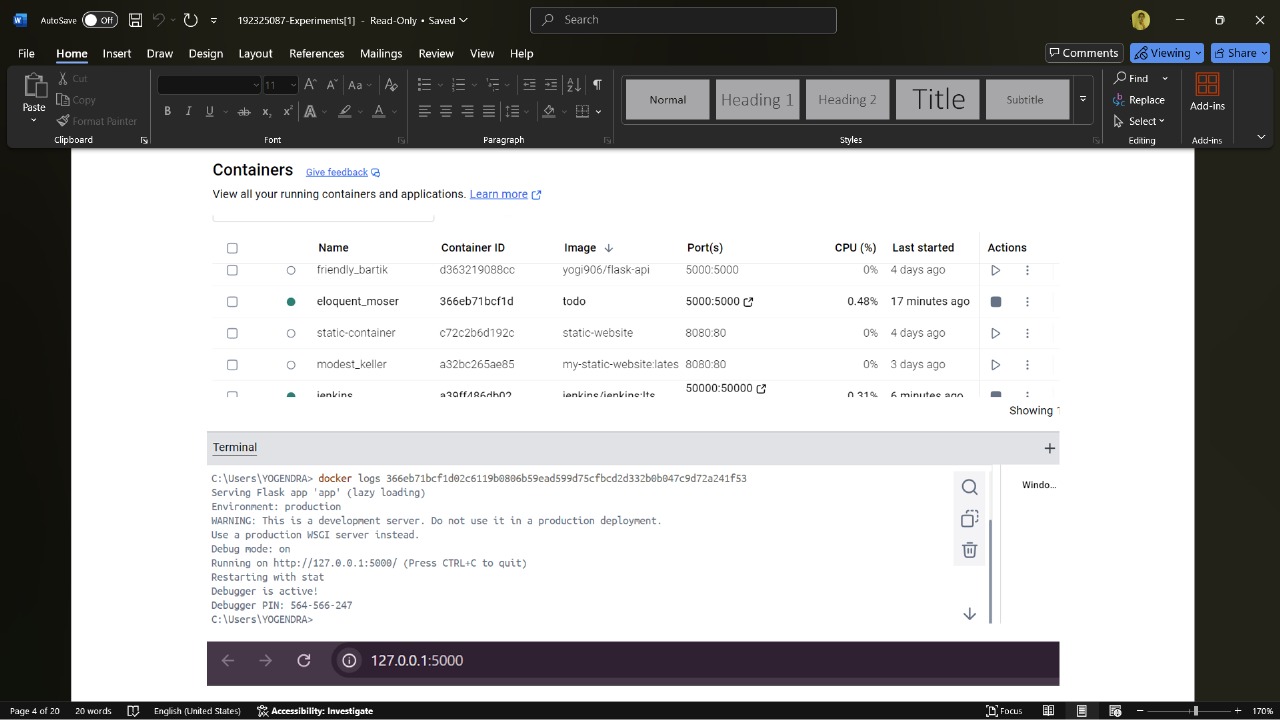 AutoSave Off 192325087-Experiments[1] - Read-Only • Saved Search
File Home Insert Draw Design Layout References Mailings Review View Help Comments Viewing Share
Paste Cut Copy Format Painter
11 Aa
B I U ab x₂ x² A A
Normal Heading 1 Heading 2 Title Subtitle
Find Replace Select Add-ins
Clipboard Font Paragraph Styles Editing Add-ins
Containers Give feedback
View all your running containers and applications. Learn more
Name Container ID Image Port(s) CPU (%) Last started Actions
friendly_bartik d363219088cc yogi906/flask-api 5000:5000 0% 4 days ago
eloquent_moser 366eb71bcf1d todo 5000:5000 0.48% 17 minutes ago
static-container c72c2b6d192c static-website 8080:80 0% 4 days ago
modest_keller a32bc265ae85 my-static-website:lates 8080:80 0% 3 days ago
jenkins a39ff486db02 jenkins/jenkins:lts 50000:50000 0.31% 6 minutes ago
Showing
Terminal
C:\Users\YOGENDRA> docker logs 366eb71bcf1d02c6119b0806b59ead599d75cfbcd2d332b0b047c9d72a241f53
Serving Flask app 'app' (lazy loading)
Environment: production
WARNING: This is a development server. Do not use it in a production deployment.
Use a production WSGI server instead.
Debug mode: on
Running on http://127.0.0.1:5000/ (Press CTRL+C to quit)
Restarting with stat
Debugger is active!
Debugger PIN: 564-566-247
C:\Users\YOGENDRA>
Windo...
127.0.0.1:5000
Page 4 of 20 20 words English (United States) Accessibility: Investigate Focus 170%